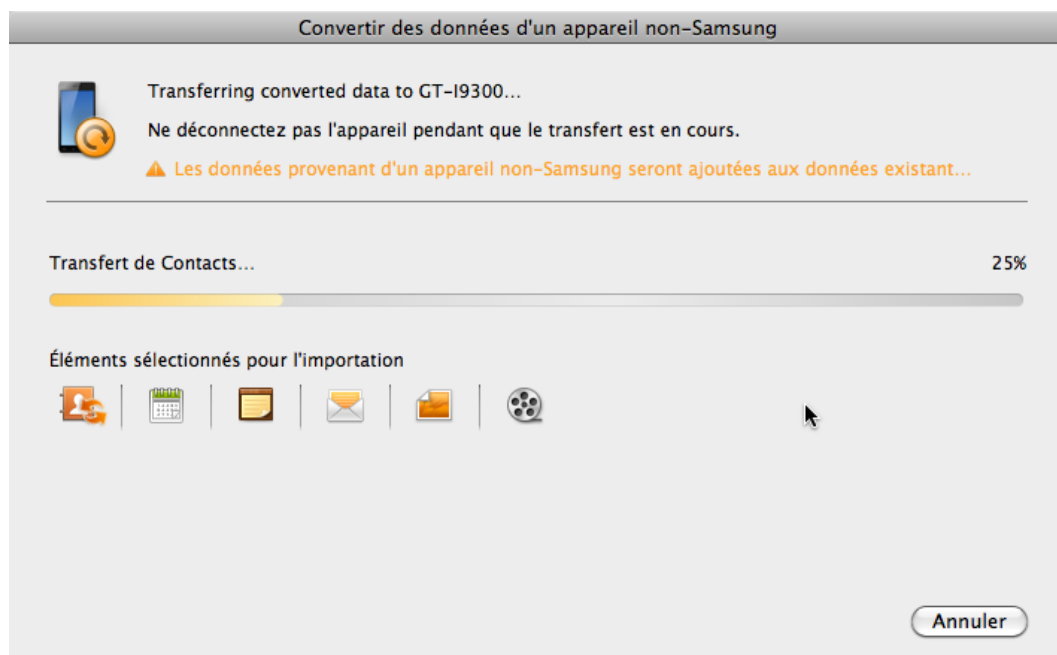 Convertir des données d'un appareil non-Samsung
Transferring converted data to GT-I9300...
Ne déconnectez pas l'appareil pendant que le transfert est en cours.
Les données provenant d'un appareil non-Samsung seront ajoutées aux données existant...
Transfert de Contacts...
25%
Éléments sélectionnés pour l'importation
Annuler